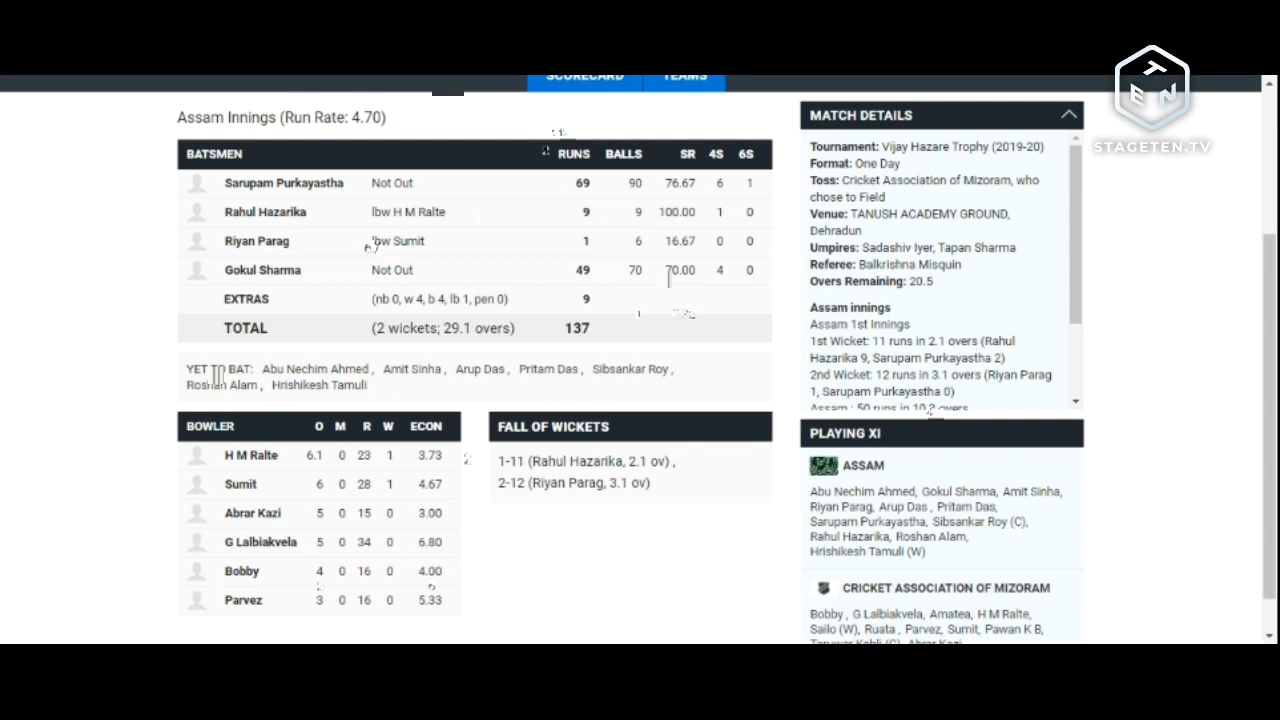 SCORECARD TEAMS
TEN
STAGETEN.TV
Assam Innings (Run Rate: 4.70)
BATSMEN RUNS BALLS SR 4S 6S
Sarupam Purkayastha Not Out 69 90 76.67 6 1
Rahul Hazarika lbw H M Ralte 9 9 100.00 1 0
Riyan Parag lbw Sumit 1 6 16.67 0 0
Gokul Sharma Not Out 49 70 70.00 4 0
EXTRAS (nb 0, w 4, b 4, lb 1, pen 0) 9
TOTAL (2 wickets; 29.1 overs) 137
YET TO BAT: Abu Nechim Ahmed , Amit Sinha , Arup Das , Pritam Das , Sibsankar Roy ,
Roshan Alam , Hrishikesh Tamuli
BOWLER O M R W ECON
H M Ralte 6.1 0 23 1 3.73
Sumit 6 0 28 1 4.67
Abrar Kazi 5 0 15 0 3.00
G Lalbiakvela 5 0 34 0 6.80
Bobby 4 0 16 0 4.00
Parvez 3 0 16 0 5.33
FALL OF WICKETS
1-11 (Rahul Hazarika, 2.1 ov) ,
2-12 (Riyan Parag, 3.1 ov)
MATCH DETAILS
Tournament: Vijay Hazare Trophy (2019-20)
Format: One Day
Toss: Cricket Association of Mizoram, who
chose to Field
Venue: TANUSH ACADEMY GROUND,
Dehradun
Umpires: Sadashiv Iyer, Tapan Sharma
Referee: Balkrishna Misquin
Overs Remaining: 20.5
Assam innings
Assam 1st Innings
1st Wicket: 11 runs in 2.1 overs (Rahul
Hazarika 9, Sarupam Purkayastha 2)
2nd Wicket: 12 runs in 3.1 overs (Riyan Parag
1, Sarupam Purkayastha 0)
Assam : 50 runs in 10.2 overs
PLAYING XI
ASSAM
Abu Nechim Ahmed, Gokul Sharma, Amit Sinha,
Riyan Parag, Arup Das , Pritam Das,
Sarupam Purkayastha, Sibsankar Roy (C),
Rahul Hazarika, Roshan Alam,
Hrishikesh Tamuli (W)
CRICKET ASSOCIATION OF MIZORAM
Bobby , G Lalbiakvela, Amatea, H M Ralte,
Sailo (W), Ruata , Parvez, Sumit, Pawan K B,
Taruwar Kohli (C), Abrar Kazi